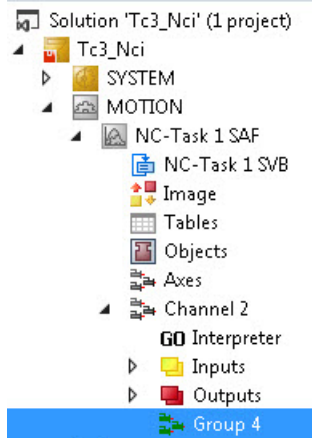 Solution 'Tc3_Nci' (1 project)
Tc3_Nci
SYSTEM
MOTION
NC-Task 1 SAF
NC-Task 1 SVB
Image
Tables
Objects
Axes
Channel 2
GO Interpreter
Inputs
Outputs
Group 4